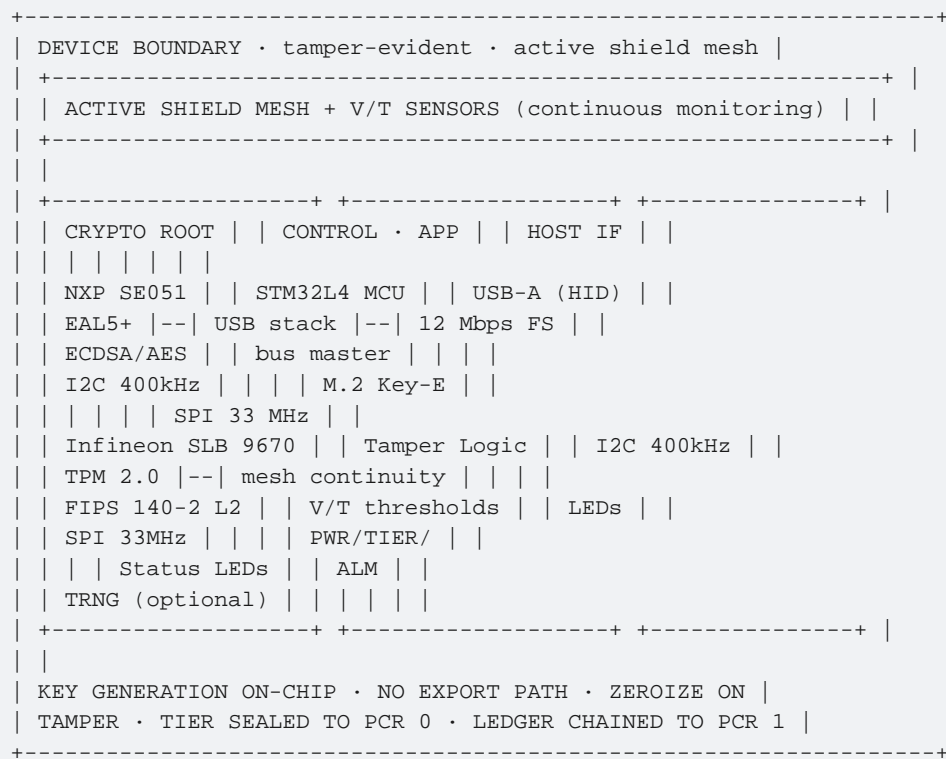 +-----------------------------------------------------------------+
| DEVICE BOUNDARY · tamper-evident · active shield mesh |
| +-------------------------------------------------------------+ |
| | ACTIVE SHIELD MESH + V/T SENSORS (continuous monitoring) | |
| +-------------------------------------------------------------+ |
| |
| +-------------------+ +-------------------+ +---------------+ |
| | CRYPTO ROOT | | CONTROL · APP | | HOST IF | |
| | | | | | |
| | NXP SE051 | | STM32L4 MCU | | USB-A (HID) | |
| | EAL5+ |--| USB stack |--| 12 Mbps FS | |
| | ECDSA/AES | | bus master | | | |
| | I2C 400kHz | | | | M.2 Key-E | |
| | | | | | SPI 33 MHz | |
| | Infineon SLB 9670 | | Tamper Logic | | I2C 400kHz | |
| | TPM 2.0 |--| mesh continuity | | | |
| | FIPS 140-2 L2 | | V/T thresholds | | LEDs | |
| | SPI 33MHz | | | | PWR/TIER/ | |
| | | | Status LEDs | | ALM | |
| | TRNG (optional) | | | | | |
| +-------------------+ +-------------------+ +---------------+ |
| |
| KEY GENERATION ON-CHIP · NO EXPORT PATH · ZEROIZE ON |
| TAMPER · TIER SEALED TO PCR 0 · LEDGER CHAINED TO PCR 1 |
+-----------------------------------------------------------------+